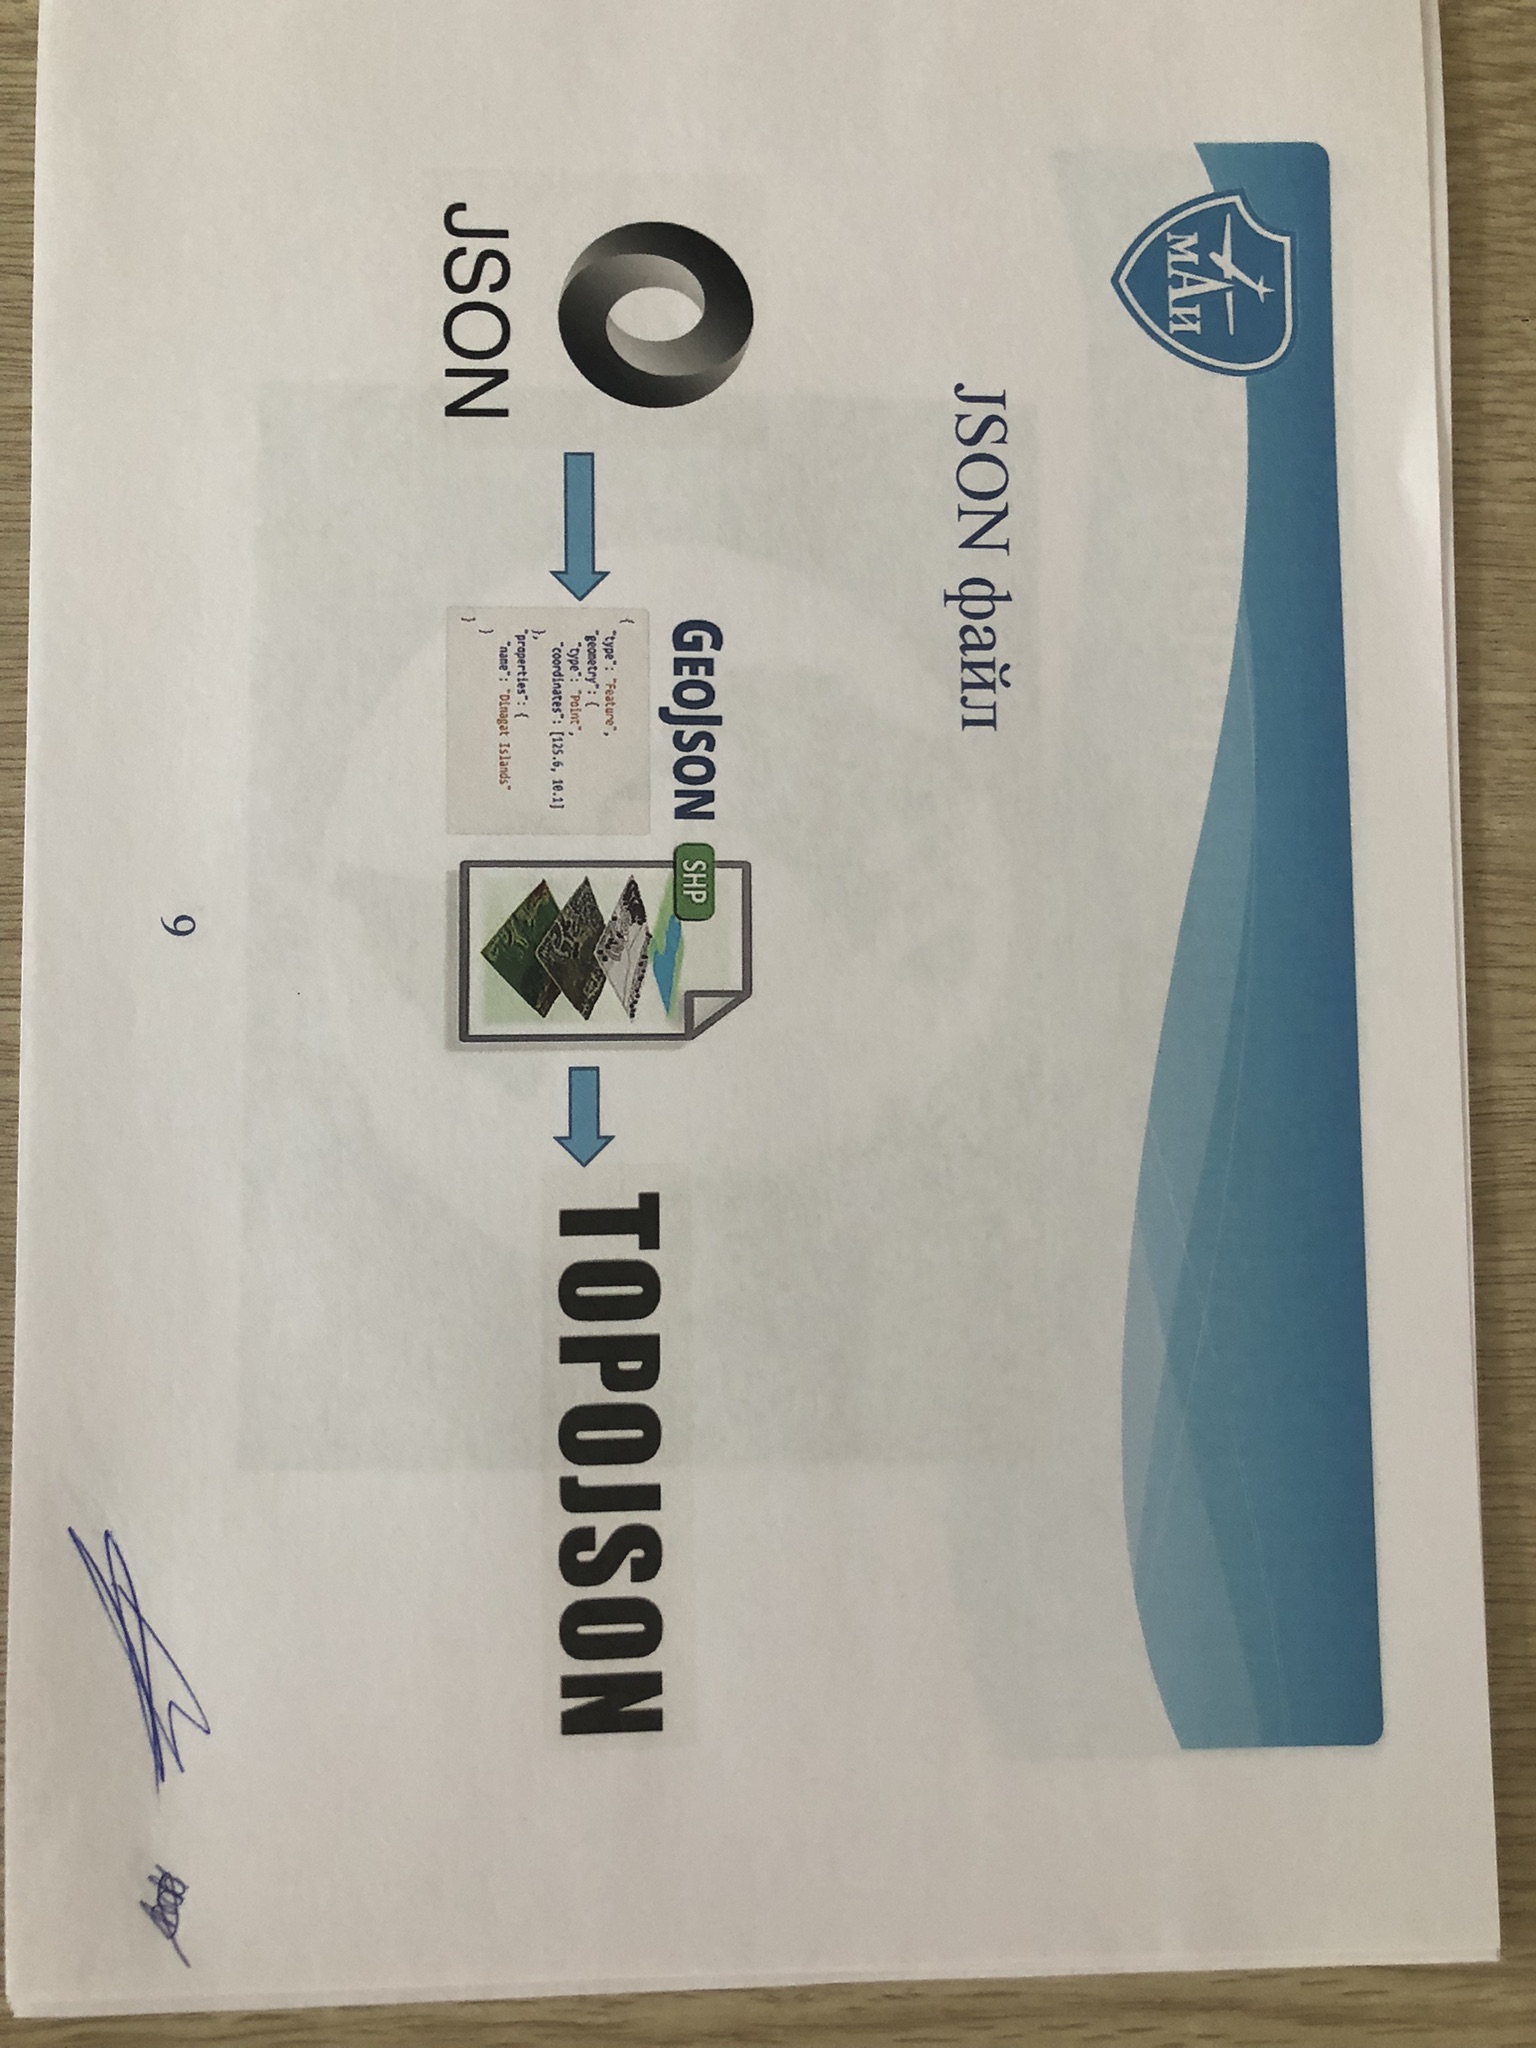 МАИ
JSON файл
JSON
GEOJSON
{
"type": "Feature",
"geometry": {
"type": "Point",
"coordinates": [125.6, 10.1]
},
"properties": {
"name": "Dinagat Islands"
}
}
SHP
TOPOJSON
6